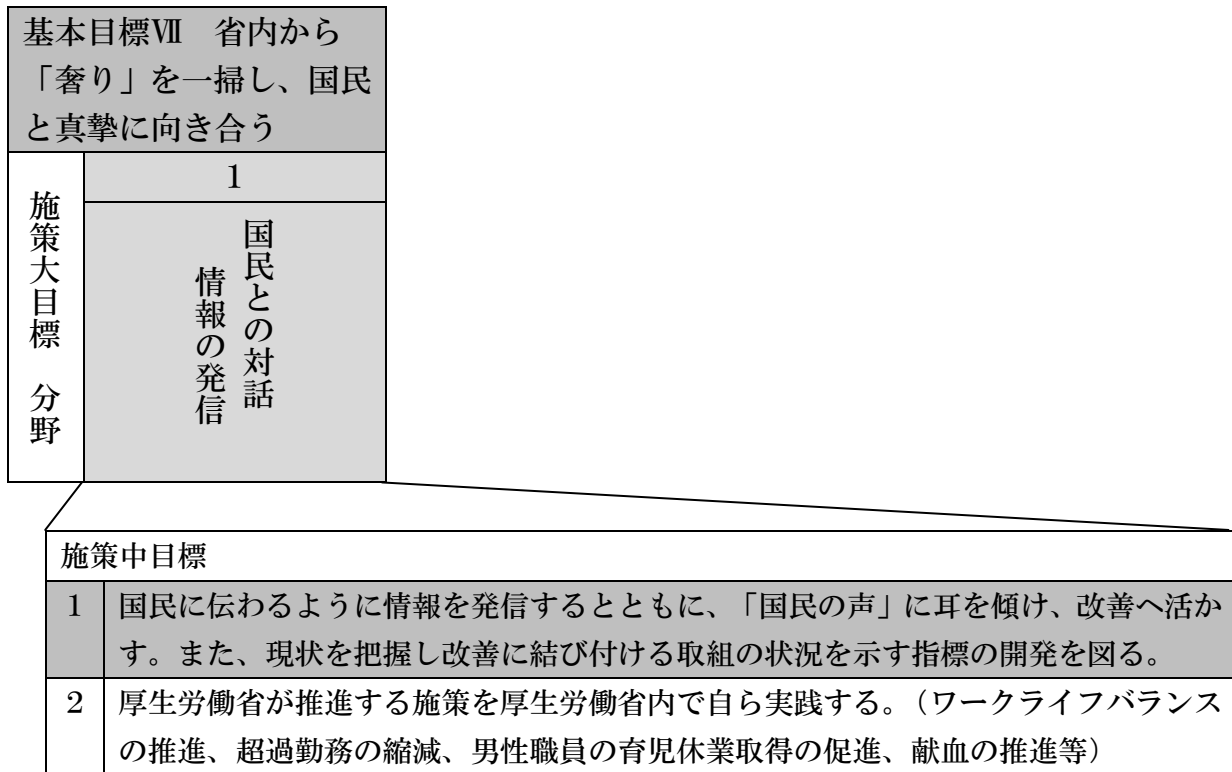 基本目標Ⅶ　省内から
「奢り」を一掃し、国民
と真摯に向き合う
施策大目標　分野
1
国民との対話
情報の発信
施策中目標
1 国民に伝わるように情報を発信するとともに、「国民の声」に耳を傾け、改善へ活か
す。また、現状を把握し改善に結び付ける取組の状況を示す指標の開発を図る。
2 厚生労働省が推進する施策を厚生労働省内で自ら実践する。（ワークライフバランス
の推進、超過勤務の縮減、男性職員の育児休業取得の促進、献血の推進等）